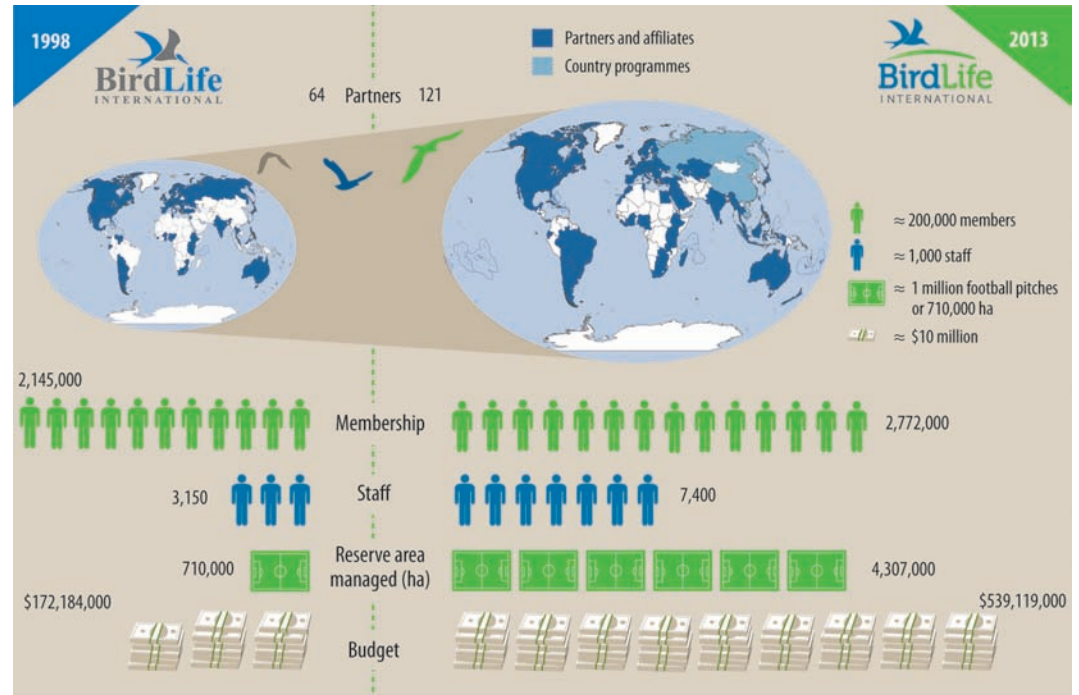 1998
BirdLife
INTERNATIONAL
Partners and affiliates
Country programmes
2013
BirdLife
INTERNATIONAL
64 Partners 121
≈ 200,000 members
≈ 1,000 staff
≈ 1 million football pitches
or 710,000 ha
≈ $10 million
2,145,000
Membership
2,772,000
3,150
Staff
7,400
710,000
Reserve area
managed (ha)
4,307,000
$172,184,000
Budget
$539,119,000